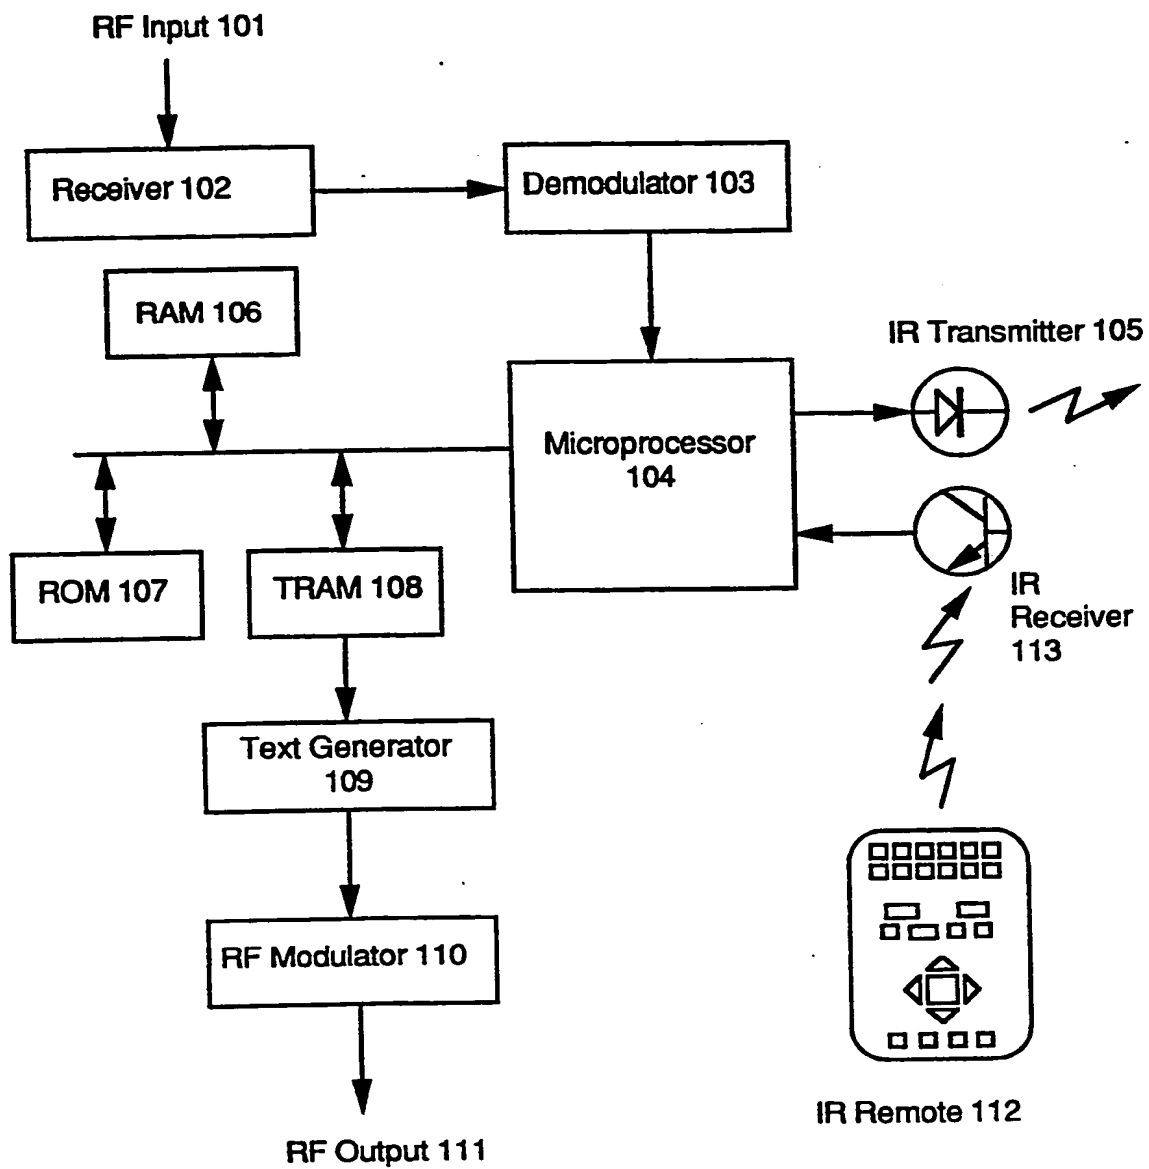 RF Input 101
Receiver 102
Demodulator 103
RAM 106
IR Transmitter 105
Microprocessor
104
ROM 107
TRAM 108
IR
Receiver
113
Text Generator
109
RF Modulator 110
IR Remote 112
RF Output 111